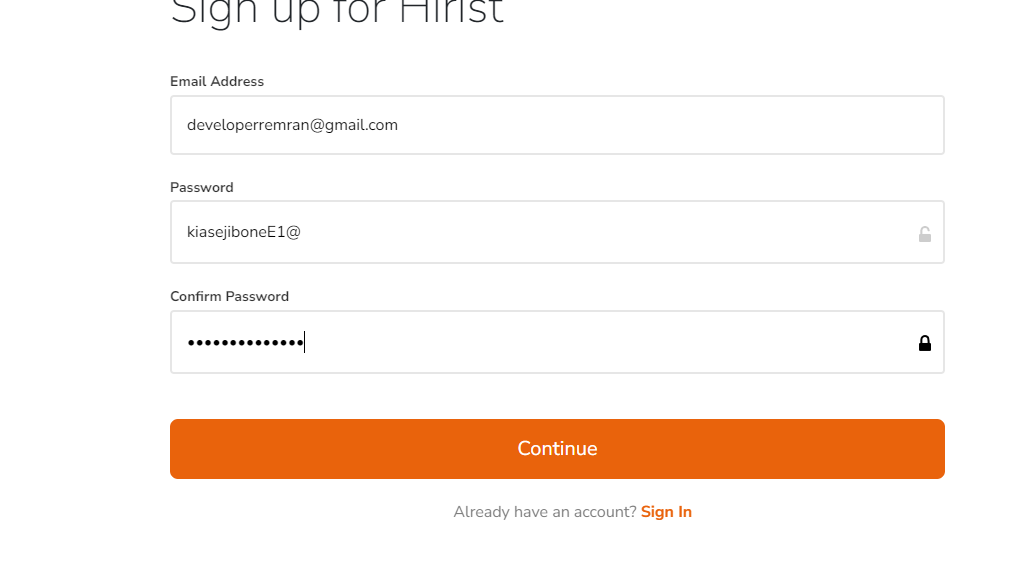 Sign up for Hirist
Email Address
developerremran@gmail.com
Password
kiasejiboneE1@
Confirm Password
••••••••••••••
Continue
Already have an account? Sign In